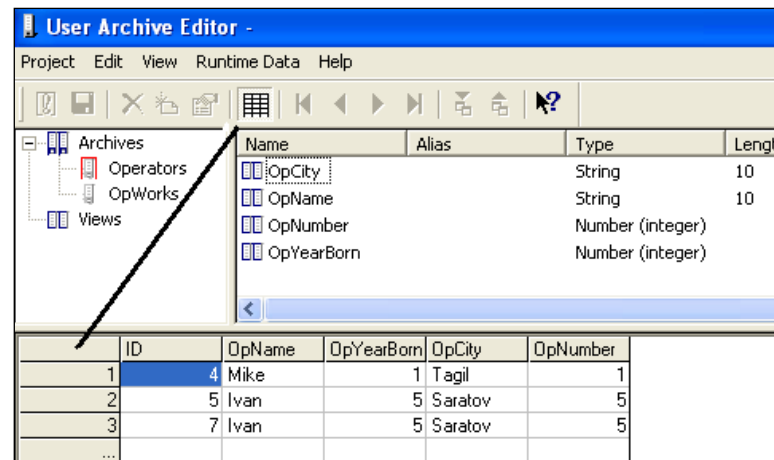 User Archive Editor -
Project Edit View Runtime Data Help
Archives
Operators
OpWorks
Views
Name Alias Type
OpCity String 10
OpName String 10
OpNumber Number (integer)
OpYearBorn Number (integer)
ID OpName OpYearBorn OpCity OpNumber
1 4 Mike 1 Tagil 1
2 5 Ivan 5 Saratov 5
3 7 Ivan 5 Saratov 5
...